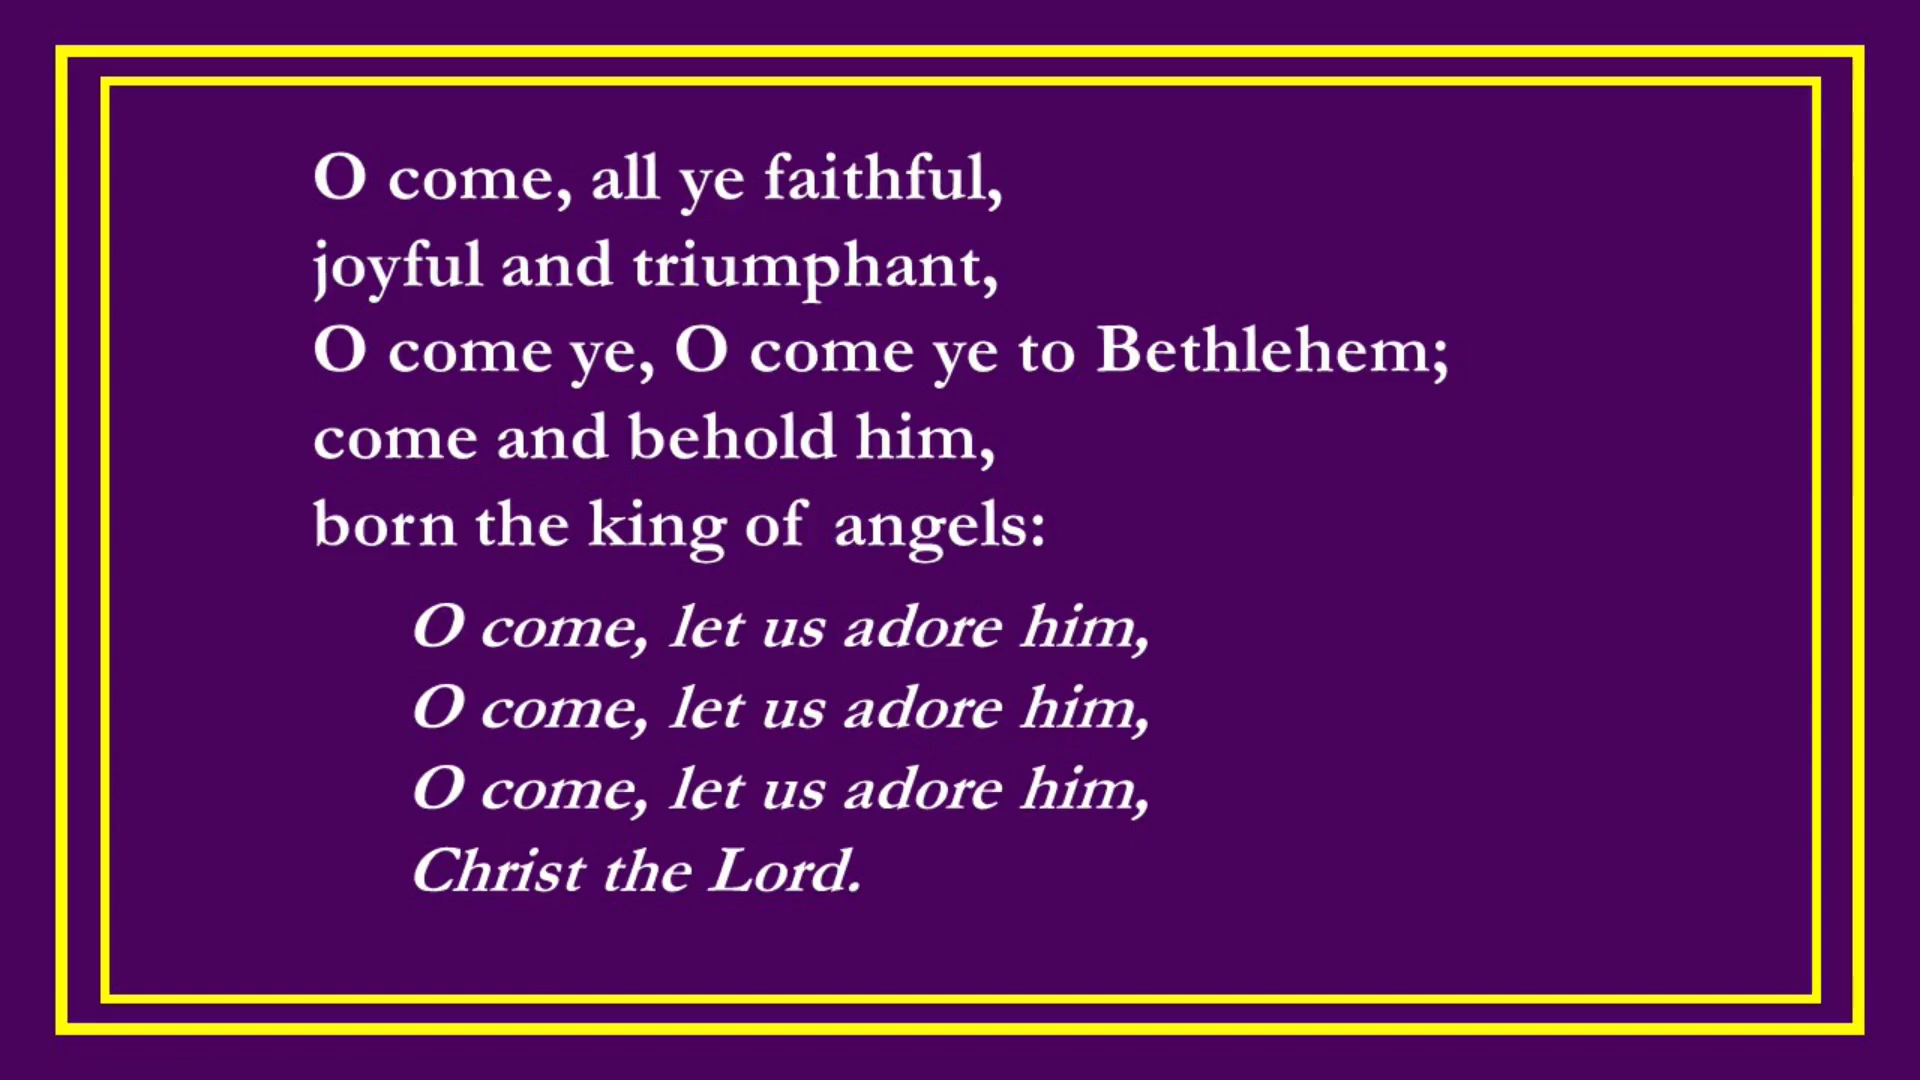 O come, all ye faithful,
joyful and triumphant,
O come ye, O come ye to Bethlehem;
come and behold him,
born the king of angels:
O come, let us adore him,
O come, let us adore him,
O come, let us adore him,
Christ the Lord.